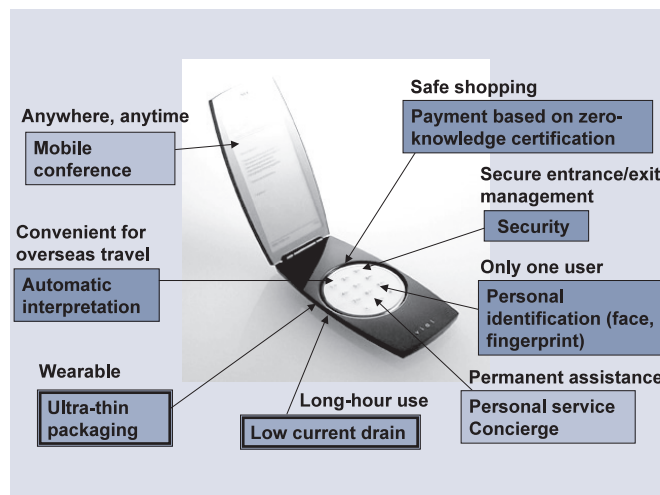 Safe shopping
Payment based on zero-
knowledge certification
Anywhere, anytime
Mobile
conference
Secure entrance/exit
management
Security
Convenient for
overseas travel
Automatic
interpretation
Only one user
Personal
identification (face,
fingerprint)
Wearable
Ultra-thin
packaging
Long-hour use
Low current drain
Permanent assistance
Personal service
Concierge